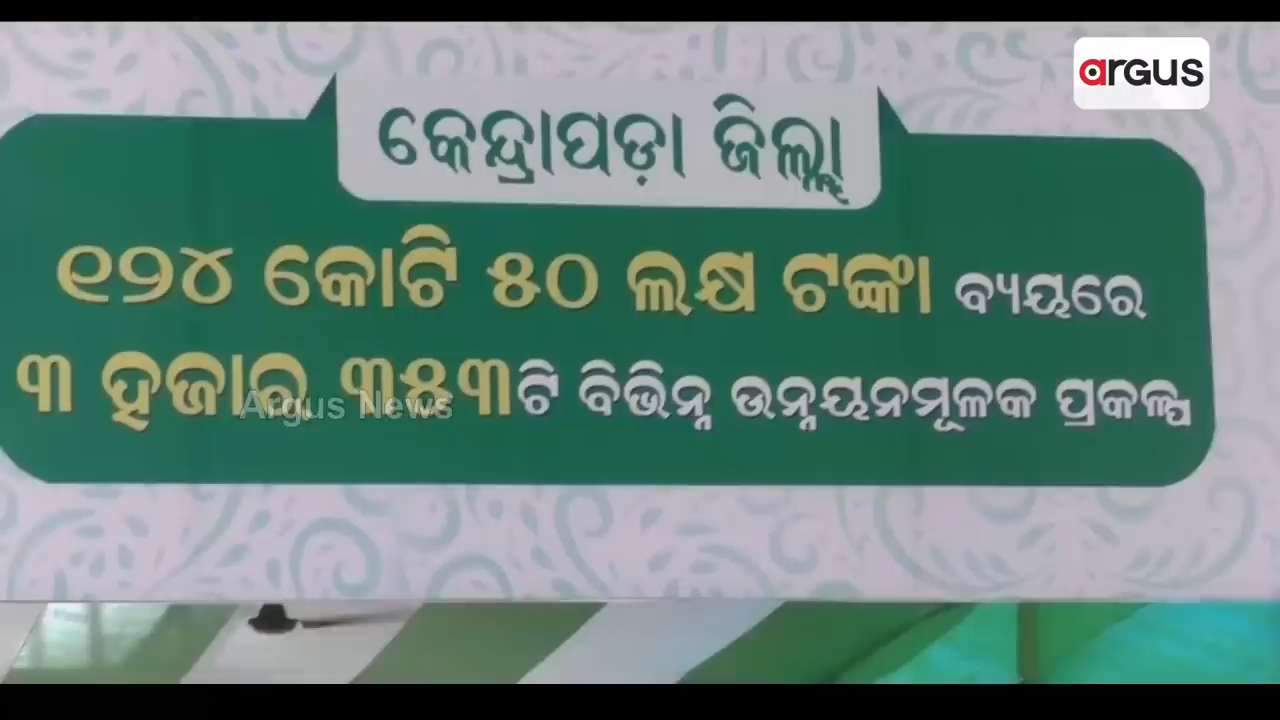 argus
କେନ୍ଦ୍ରାପଡ଼ା ଜିଲ୍ଲା
୧୨୪ କୋଟି ୫୦ ଲକ୍ଷ ଟଙ୍କା ବ୍ୟୟରେ
୩ ହଜାର ୩୫୩ଟି ବିଭିନ୍ନ ଉନ୍ନୟନମୂଳକ ପ୍ରକଳ୍ପ
Argus News